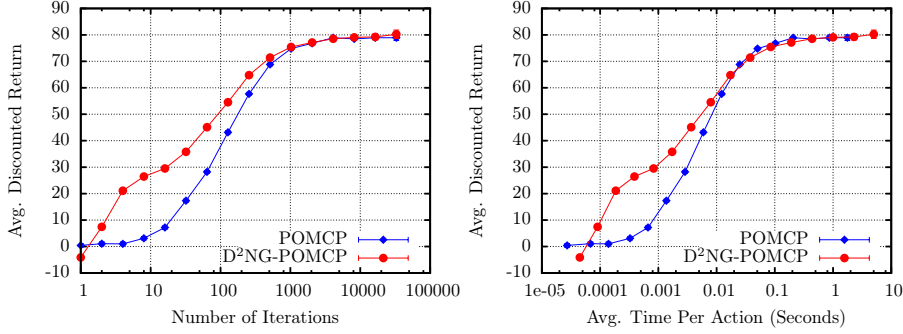 90
80
70
60
50
40
30
20
10
0
-10
1 10 100 1000 10000 100000
Avg. Discounted Return
Number of Iterations
POMCP
D²NG-POMCP
90
80
70
60
50
40
30
20
10
0
-10
1e-05 0.0001 0.001 0.01 0.1 1 10
Avg. Discounted Return
Avg. Time Per Action (Seconds)
POMCP
D²NG-POMCP